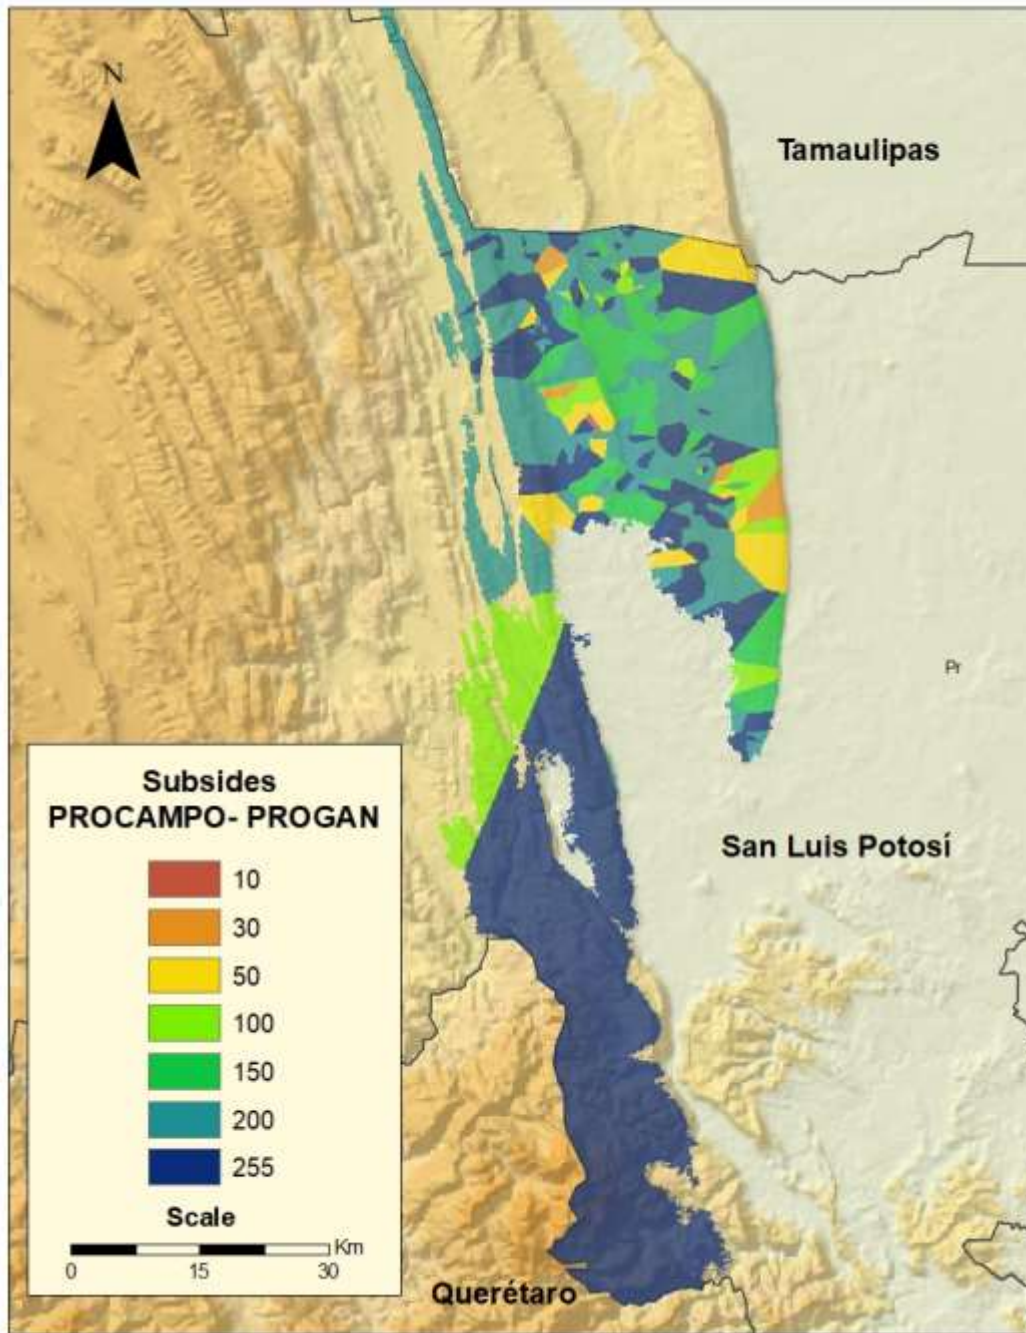 N
Tamaulipas
Pr
San Luis Potosí
Subsides
PROCAMPO- PROGAN
10
30
50
100
150
200
255
Scale
Km
0 15 30
Querétaro